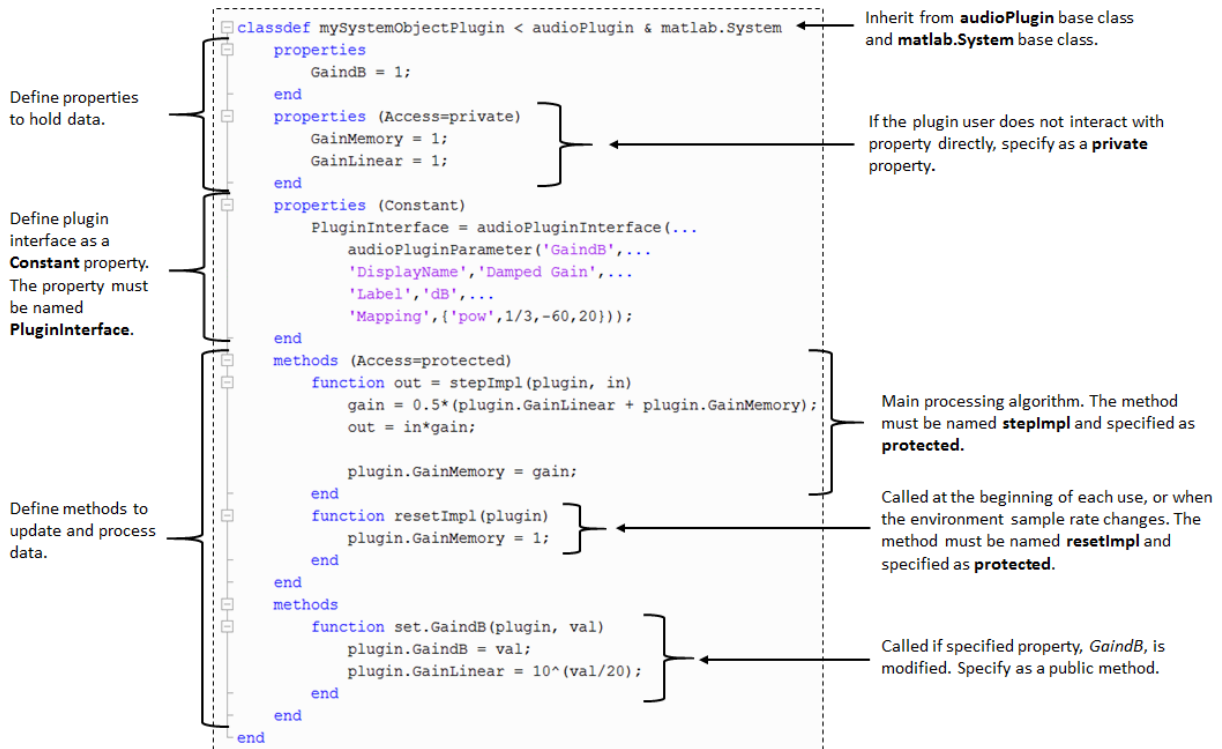 classdef mySystemObjectPlugin < audioPlugin & matlab.System
properties
GaindB = 1;
end
properties (Access=private)
GainMemory = 1;
GainLinear = 1;
end
properties (Constant)
PluginInterface = audioPluginInterface(...
audioPluginParameter('GaindB',...
'DisplayName','Damped Gain',...
'Label','dB',...
'Mapping',{'pow',1/3,-60,20}));
end
methods (Access=protected)
function out = stepImpl(plugin, in)
gain = 0.5*(plugin.GainLinear + plugin.GainMemory);
out = in*gain;
plugin.GainMemory = gain;
end
function resetImpl(plugin)
plugin.GainMemory = 1;
end
end
methods
function set.GaindB(plugin, val)
plugin.GaindB = val;
plugin.GainLinear = 10^(val/20);
end
end
end
Define properties
to hold data.
Define plugin
interface as a
Constant property.
The property must
be named
PluginInterface.
Define methods to
update and process
data.
Inherit from audioPlugin base class
and matlab.System base class.
If the plugin user does not interact with
property directly, specify as a private
property.
Main processing algorithm. The method
must be named stepImpl and specified as
protected.
Called at the beginning of each use, or when
the environment sample rate changes. The
method must be named resetImpl and
specified as protected.
Called if specified property, GaindB, is
modified. Specify as a public method.